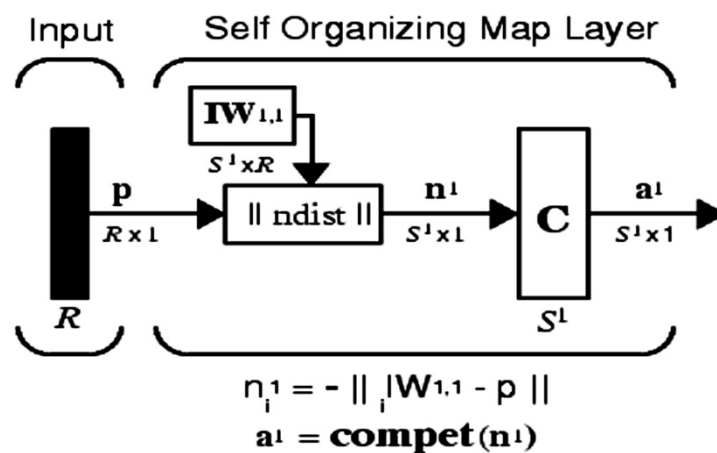 Input Self Organizing Map Layer
IW1,1
S¹xR
p
Rx1
|| ndist ||
n¹
S¹x1
C
a¹
S¹x1
R
S¹
nᵢ¹ = - || ᵢIW1,1 - p ||
a¹ = compet(n¹)